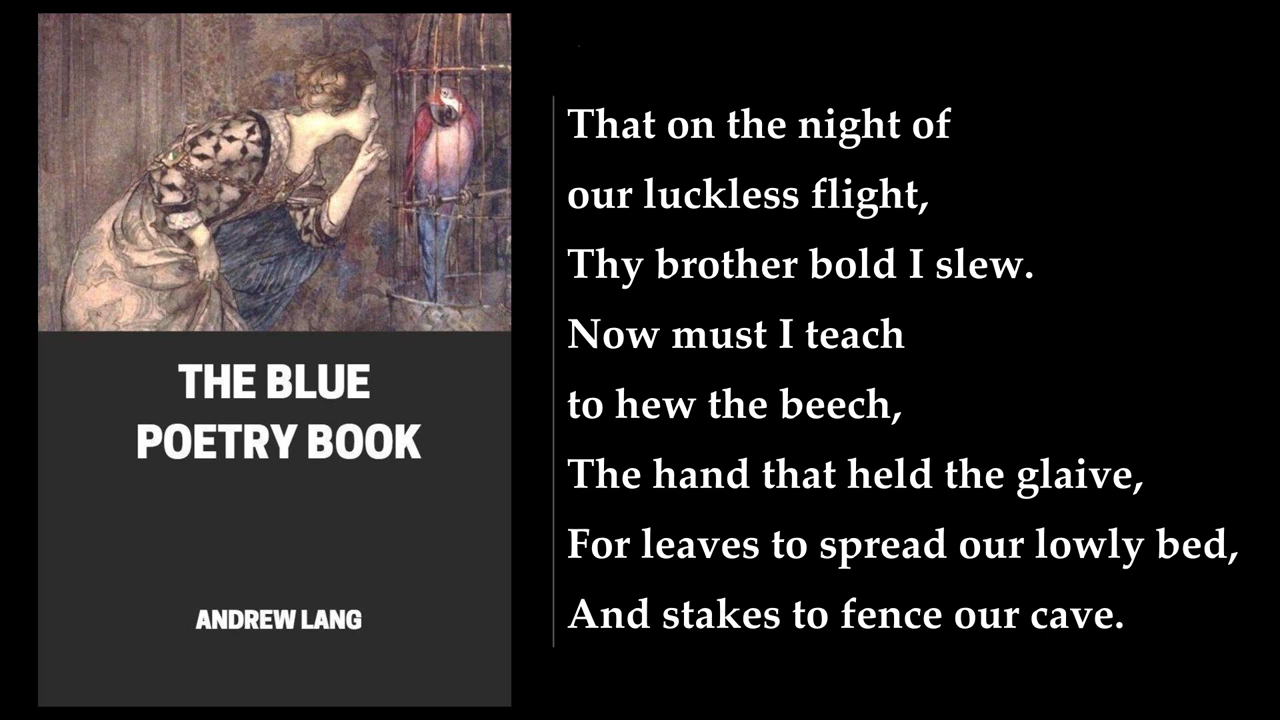 THE BLUE
POETRY BOOK
ANDREW LANG
That on the night of
our luckless flight,
Thy brother bold I slew.
Now must I teach
to hew the beech,
The hand that held the glaive,
For leaves to spread our lowly bed,
And stakes to fence our cave.